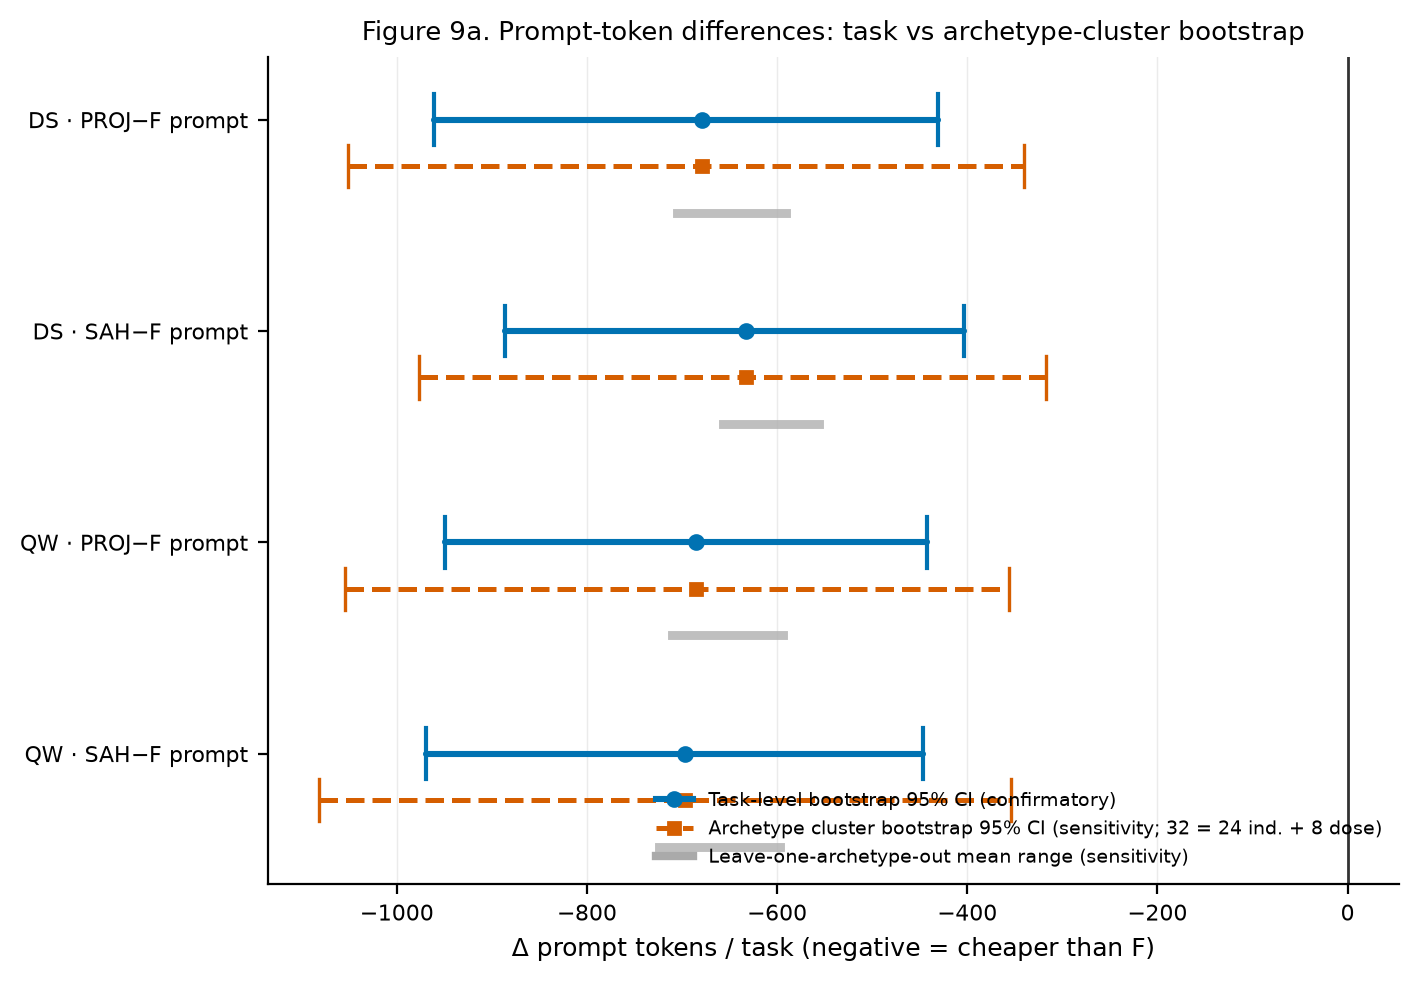 Figure 9a. Prompt-token differences: task vs archetype-cluster bootstrap
DS · PROJ−F prompt
DS · SAH−F prompt
QW · PROJ−F prompt
QW · SAH−F prompt
Task-level bootstrap 95% CI (confirmatory)
Archetype cluster bootstrap 95% CI (sensitivity; 32 = 24 ind. + 8 dose)
Leave-one-archetype-out mean range (sensitivity)
−1000 −800 −600 −400 −200 0
Δ prompt tokens / task (negative = cheaper than F)